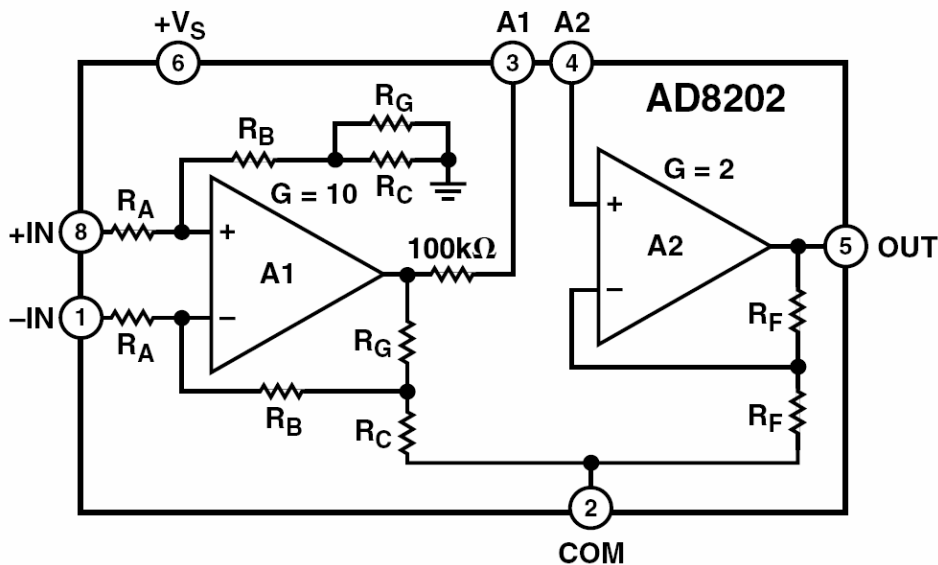 +VS
A1 A2
6
3
4
AD8202
RG
RB
RC
G = 10
G = 2
RA
+IN 8
+
+
A1
100kΩ
A2
5 OUT
–IN 1
–
–
RA
RG
RF
RB
RC
RF
2
COM